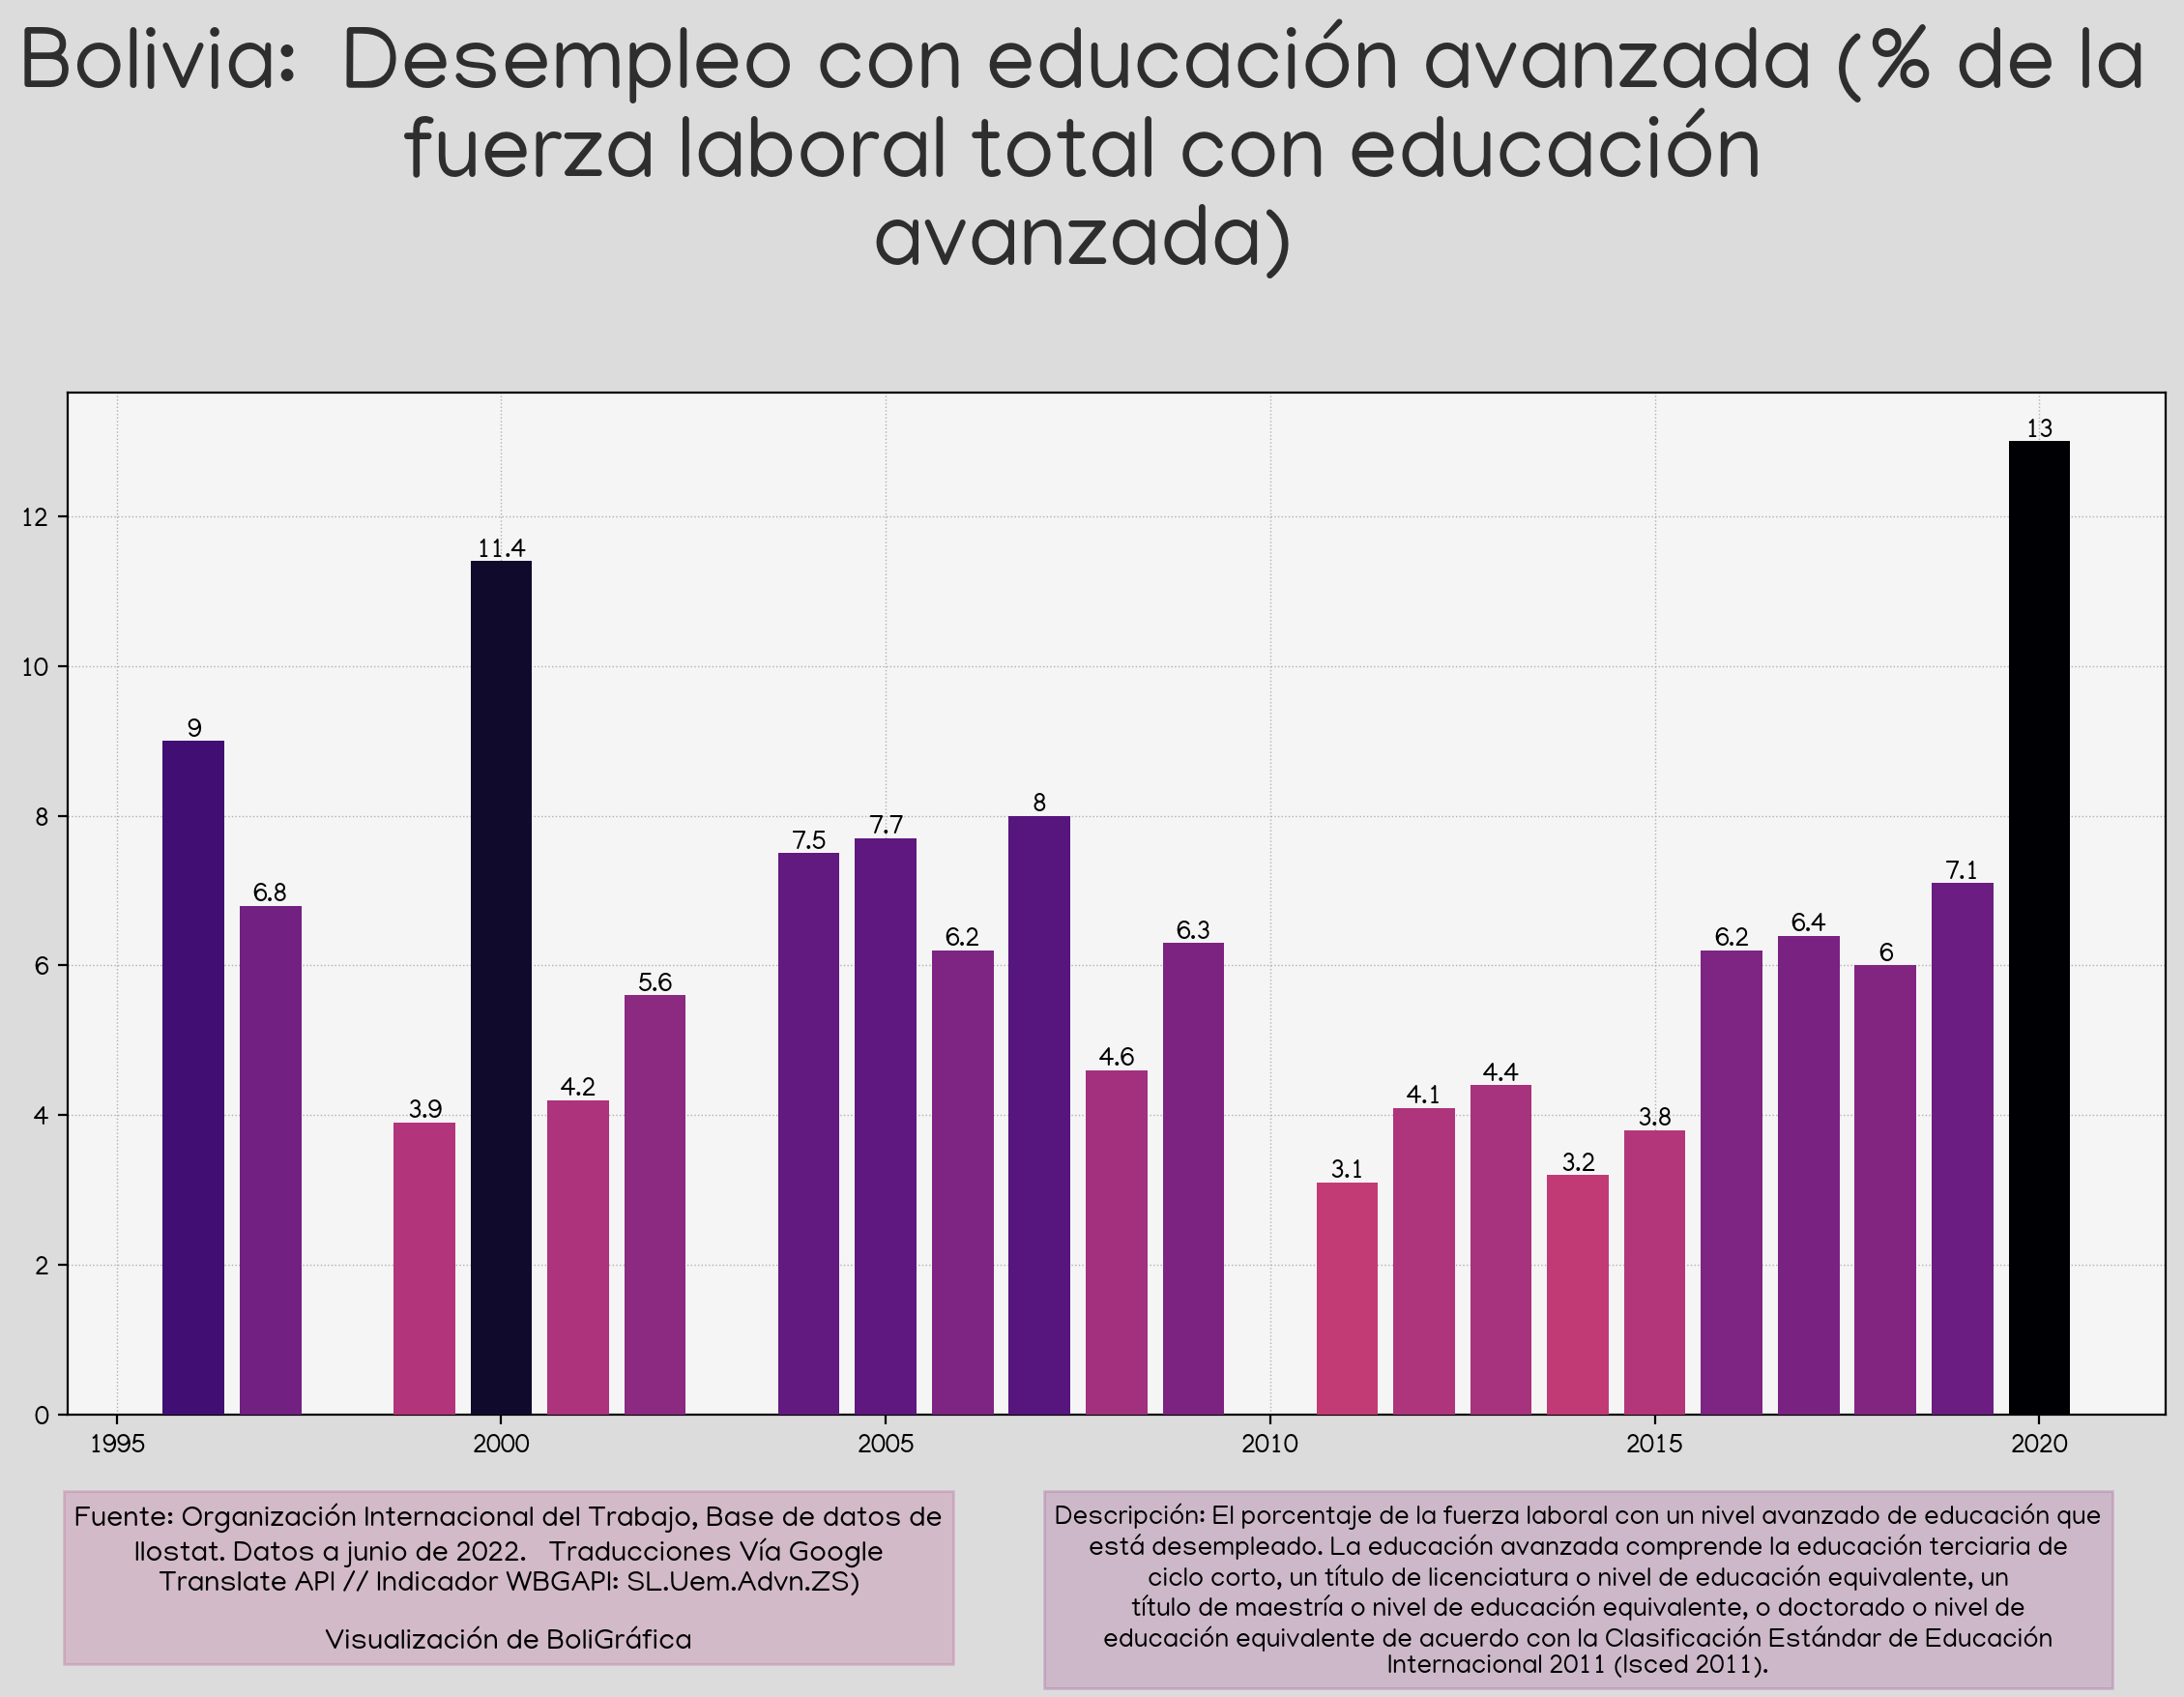 Bolivia:  Desempleo con educación avanzada (% de la
fuerza laboral total con educación
avanzada)
13
12
11.4
10
9
8
7.7
7.5
7.1
8
6.8
6.4
6.3
6.2
6.2
6
6
5.6
4.6
4.4
4.2
4.1
3.9
3.8
4
3.2
3.1
2
0
1995 2000 2005 2010 2015 2020
Fuente: Organización Internacional del Trabajo, Base de datos de
Ilostat. Datos a junio de 2022.   Traducciones Vía Google
Translate API // Indicador WBGAPI: SL.Uem.Advn.ZS)
Visualización de BoliGráfica
Descripción: El porcentaje de la fuerza laboral con un nivel avanzado de educación que
está desempleado. La educación avanzada comprende la educación terciaria de
ciclo corto, un título de licenciatura o nivel de educación equivalente, un
título de maestría o nivel de educación equivalente, o doctorado o nivel de
educación equivalente de acuerdo con la Clasificación Estándar de Educación
Internacional 2011 (Isced 2011).